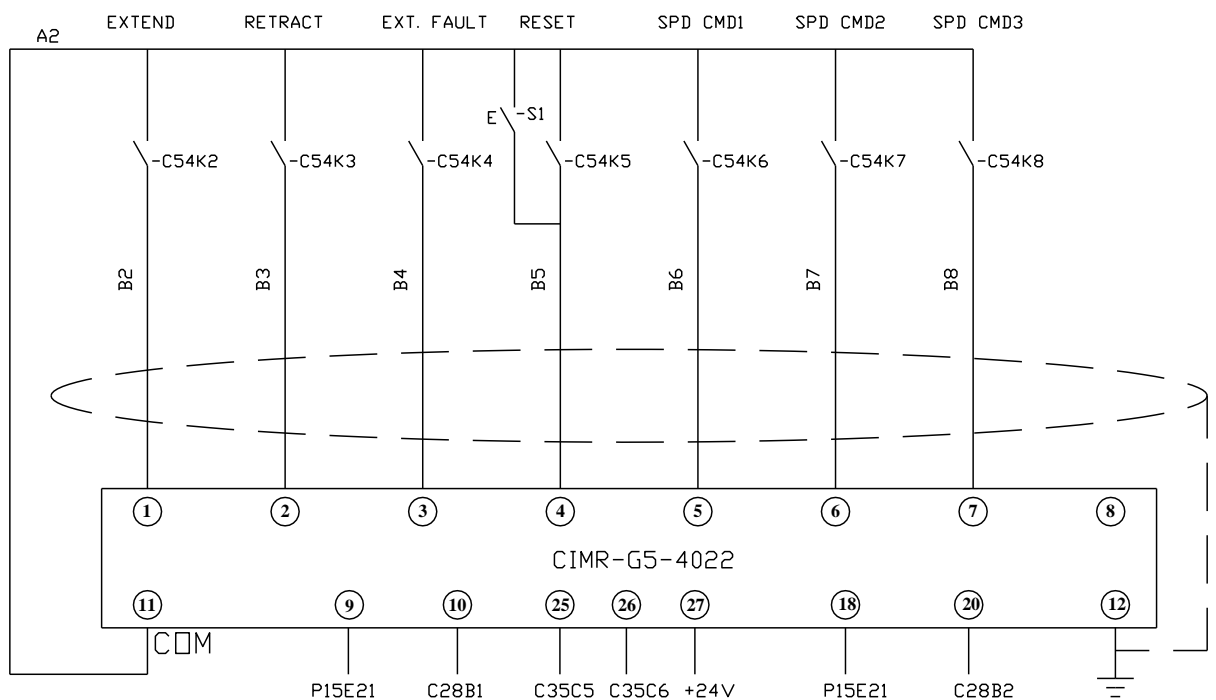 EXTEND RETRACT EXT. FAULT RESET SPD CMD1 SPD CMD2 SPD CMD3
A2
E -S1
-C54K2 -C54K3 -C54K4 -C54K5 -C54K6 -C54K7 -C54K8
B2 B3 B4 B5 B6 B7 B8
1 2 3 4 5 6 7 8
CIMR-G5-4022
11 9 10 25 26 27 18 20 12
COM
P15E21 C28B1 C35C5 C35C6 +24V P15E21 C28B2